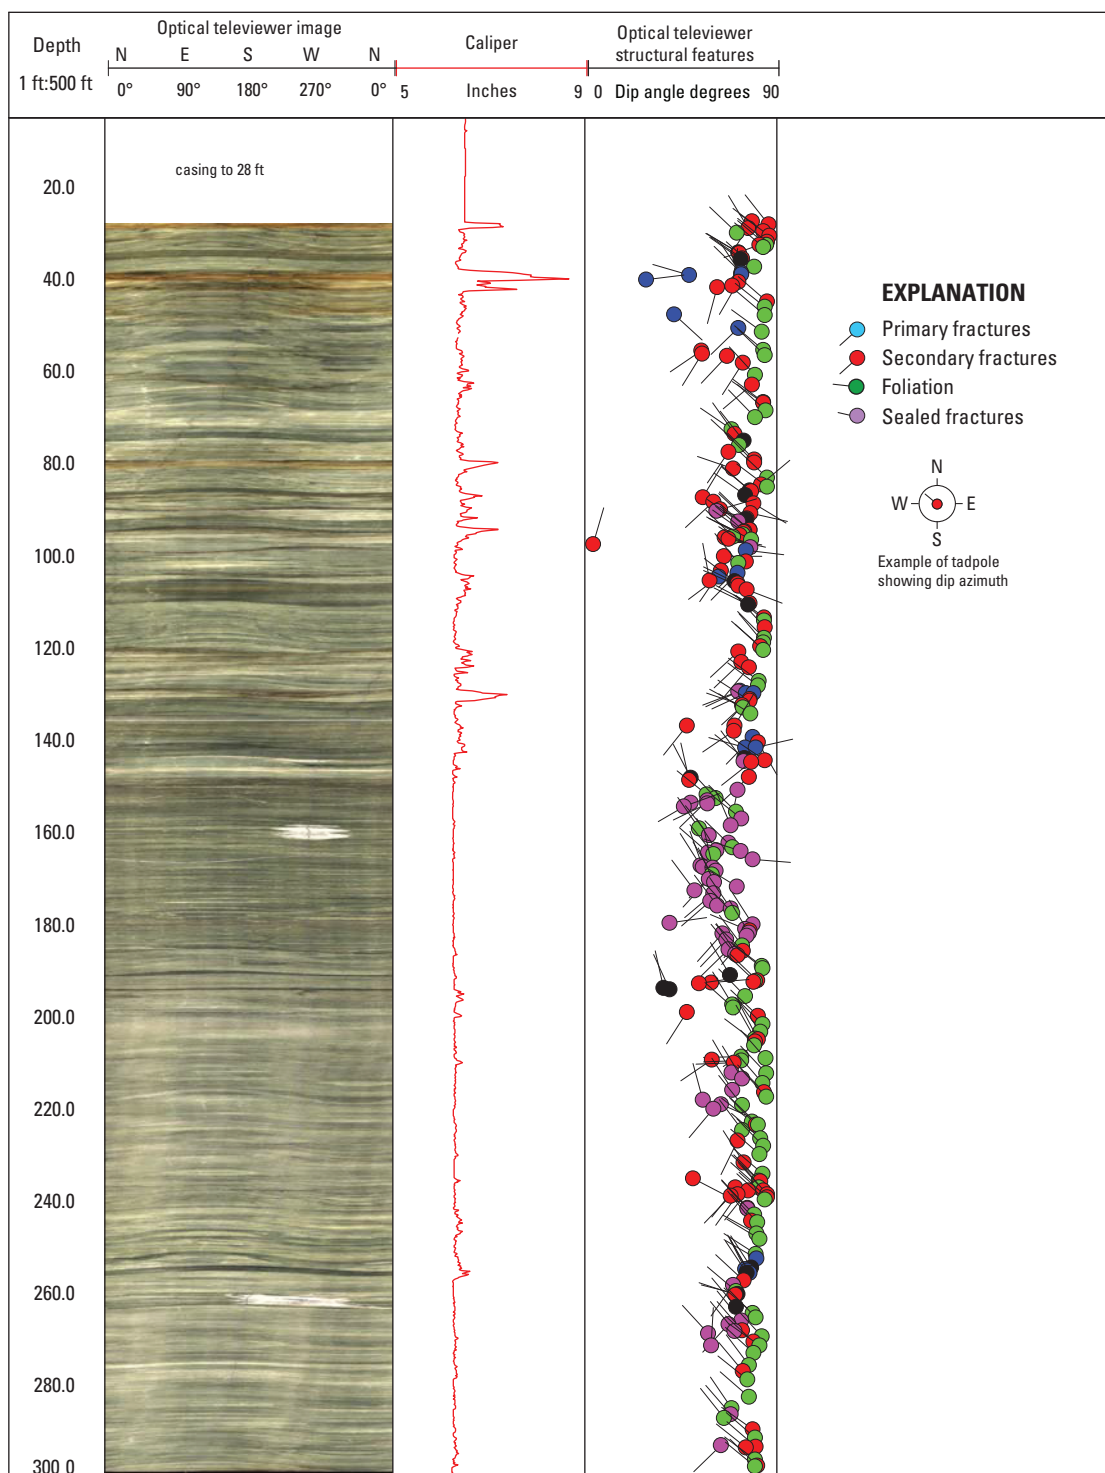 Depth
1 ft:500 ft
Optical televiewer image
N E S W N
0° 90° 180° 270° 0°
Caliper
5 Inches 9
Optical televiewer
structural features
0 Dip angle degrees 90
casing to 28 ft
20.0
40.0
60.0
80.0
100.0
120.0
140.0
160.0
180.0
200.0
220.0
240.0
260.0
280.0
300.0
EXPLANATION
Primary fractures
Secondary fractures
Foliation
Sealed fractures
N
W E
S
Example of tadpole
showing dip azimuth